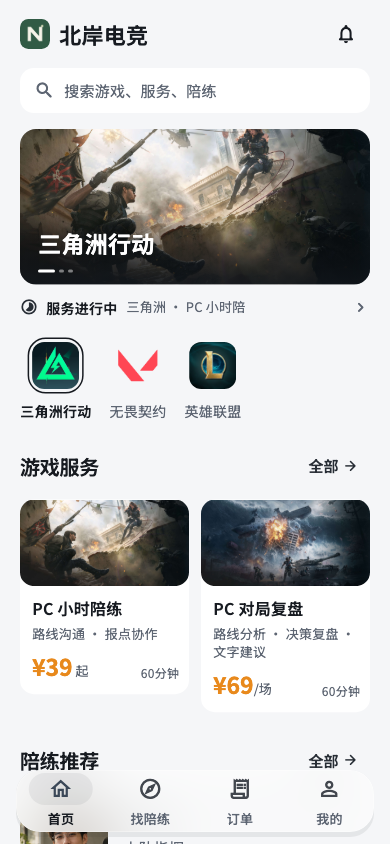 N 北岸电竞
搜索游戏、服务、陪练
三角洲行动
服务进行中 三角洲 · PC 小时陪
三角洲行动 无畏契约 英雄联盟
游戏服务 全部
PC 小时陪练
路线沟通 · 报点协作
¥39 起 60分钟
PC 对局复盘
路线分析 · 决策复盘 ·
文字建议
¥69/场 60分钟
陪练推荐 全部
首页 找陪练 订单 我的